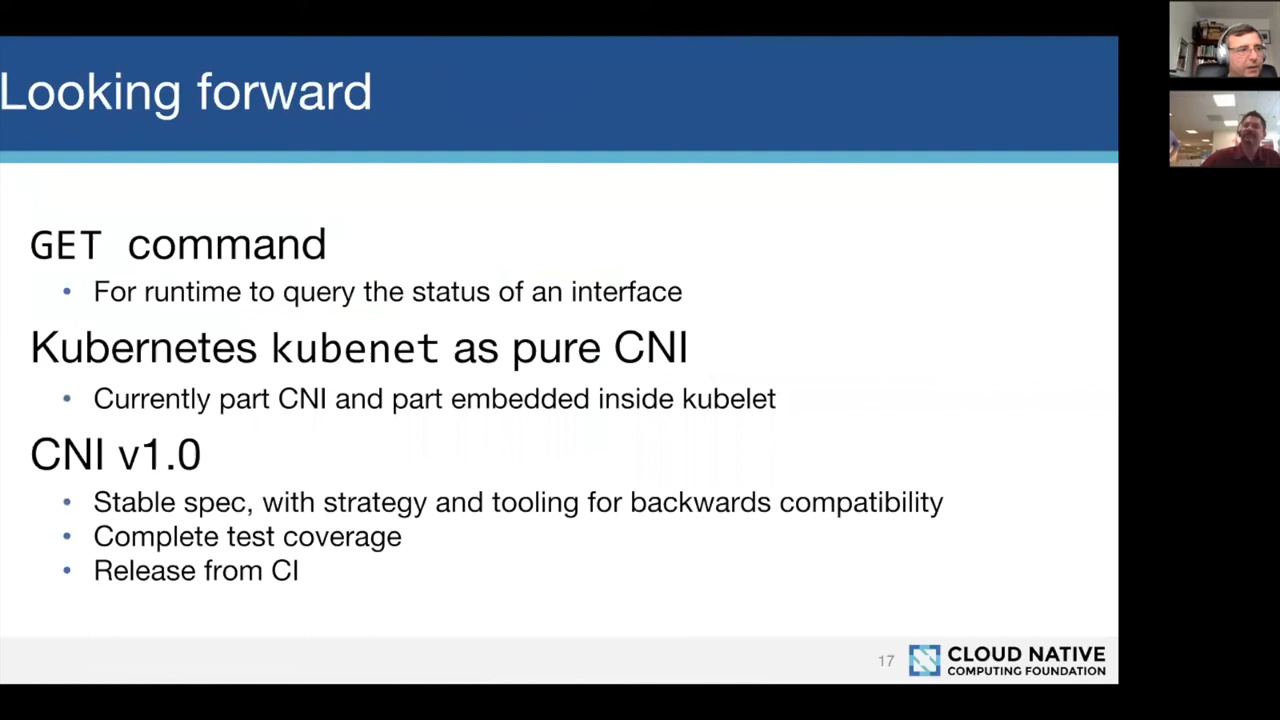 Looking forward
GET command
• For runtime to query the status of an interface
Kubernetes kubenet as pure CNI
• Currently part CNI and part embedded inside kubelet
CNI v1.0
• Stable spec, with strategy and tooling for backwards compatibility
• Complete test coverage
• Release from CI
17
CLOUD NATIVE
COMPUTING FOUNDATION